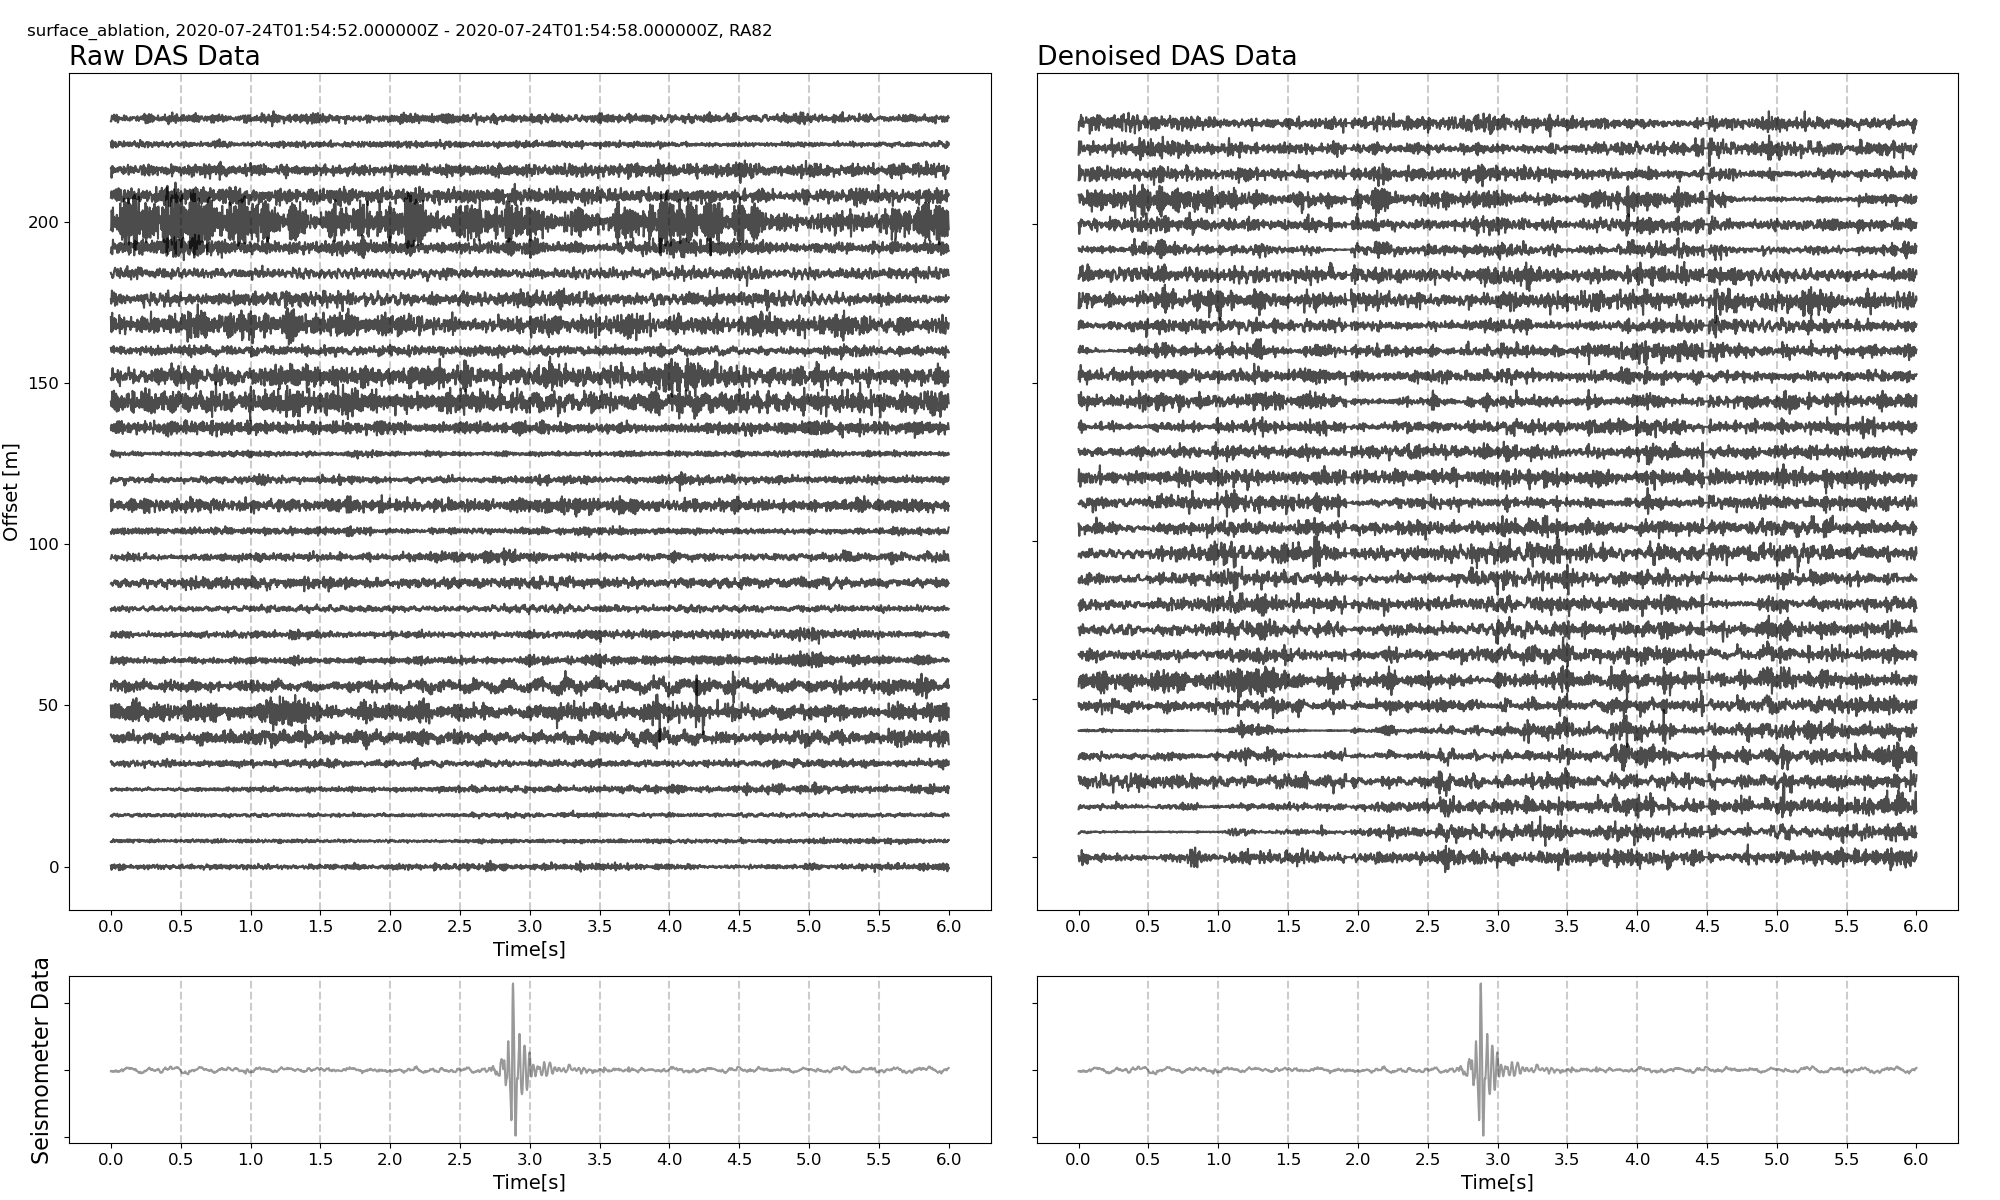 surface_ablation, 2020-07-24T01:54:52.000000Z - 2020-07-24T01:54:58.000000Z, RA82
Raw DAS Data
Denoised DAS Data
Offset [m]
200
150
100
50
0
0.0 0.5 1.0 1.5 2.0 2.5 3.0 3.5 4.0 4.5 5.0 5.5 6.0
Time[s]
0.0 0.5 1.0 1.5 2.0 2.5 3.0 3.5 4.0 4.5 5.0 5.5 6.0
Seismometer Data
0.0 0.5 1.0 1.5 2.0 2.5 3.0 3.5 4.0 4.5 5.0 5.5 6.0
Time[s]
0.0 0.5 1.0 1.5 2.0 2.5 3.0 3.5 4.0 4.5 5.0 5.5 6.0
Time[s]